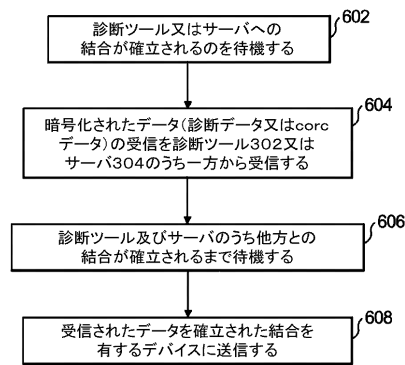 診断ツール又はサーバへの
結合が確立されるのを待機する
602
暗号化されたデータ(診断データ又はcorc
データ)の受信を診断ツール302又は
サーバ304のうち一方から受信する
604
診断ツール及びサーバのうち他方との
結合が確立されるまで待機する
606
受信されたデータを確立された結合を
有するデバイスに送信する
608